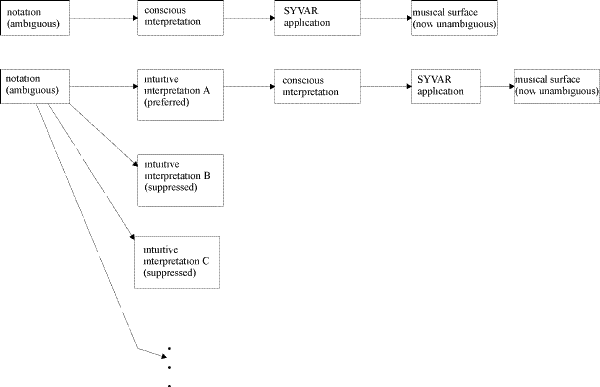 notation
(ambiguous)
conscious
interpretation
SYVAR
application
musical surface
(now unambiguous)
notation
(ambiguous)
intuitive
interpretation A
(preferred)
conscious
interpretation
SYVAR
application
musical surface
(now unambiguous)
intuitive
interpretation B
(suppressed)
intuitive
interpretation C
(suppressed)